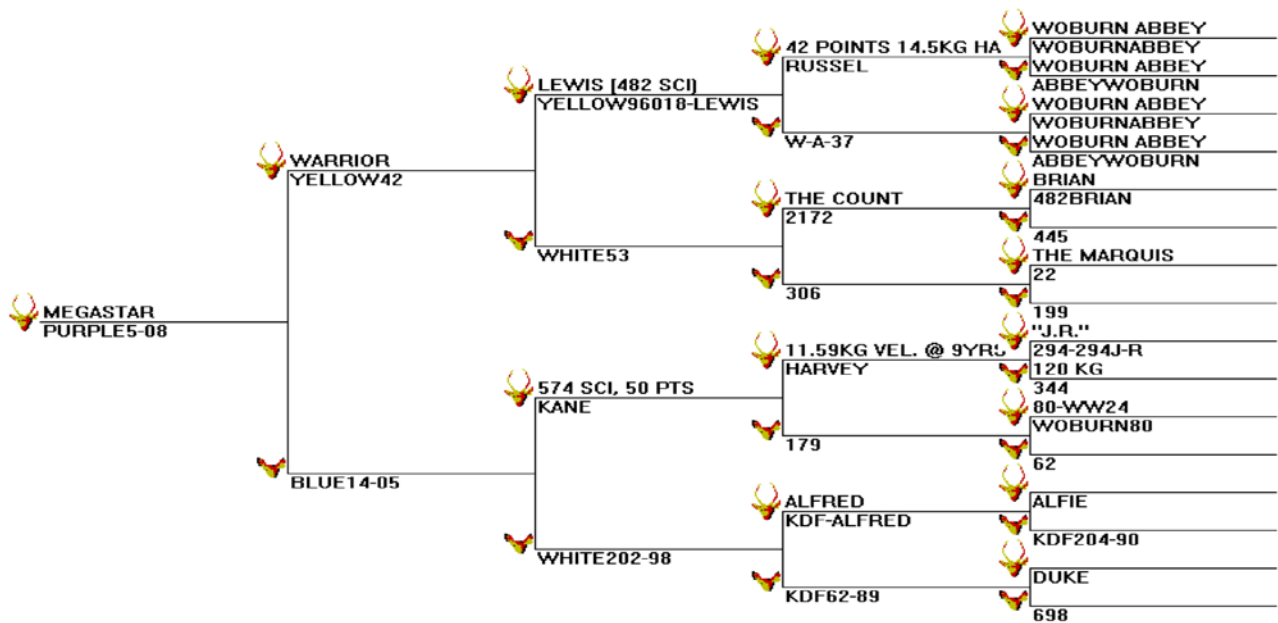 MEGASTAR
PURPLE5-08
WARRIOR
YELLOW42
BLUE14-05
LEWIS [482 SCI)
YELLOW96018-LEWIS
WHITE53
574 SCI, 50 PTS
KANE
WHITE202-98
42 POINTS 14.5KG HA
RUSSEL
W-A-37
THE COUNT
2172
306
11.59KG VEL. @ 9YRS
HARVEY
179
ALFRED
KDF-ALFRED
KDF62-89
WOBURN ABBEY
WOBURNABBEY
WOBURN ABBEY
ABBEYWOBURN
WOBURN ABBEY
WOBURNABBEY
WOBURN ABBEY
ABBEYWOBURN
BRIAN
482BRIAN
445
THE MARQUIS
22
199
"J.R."
294-294J-R
120 KG
344
80-WW24
WOBURN80
62
ALFIE
KDF204-90
DUKE
698